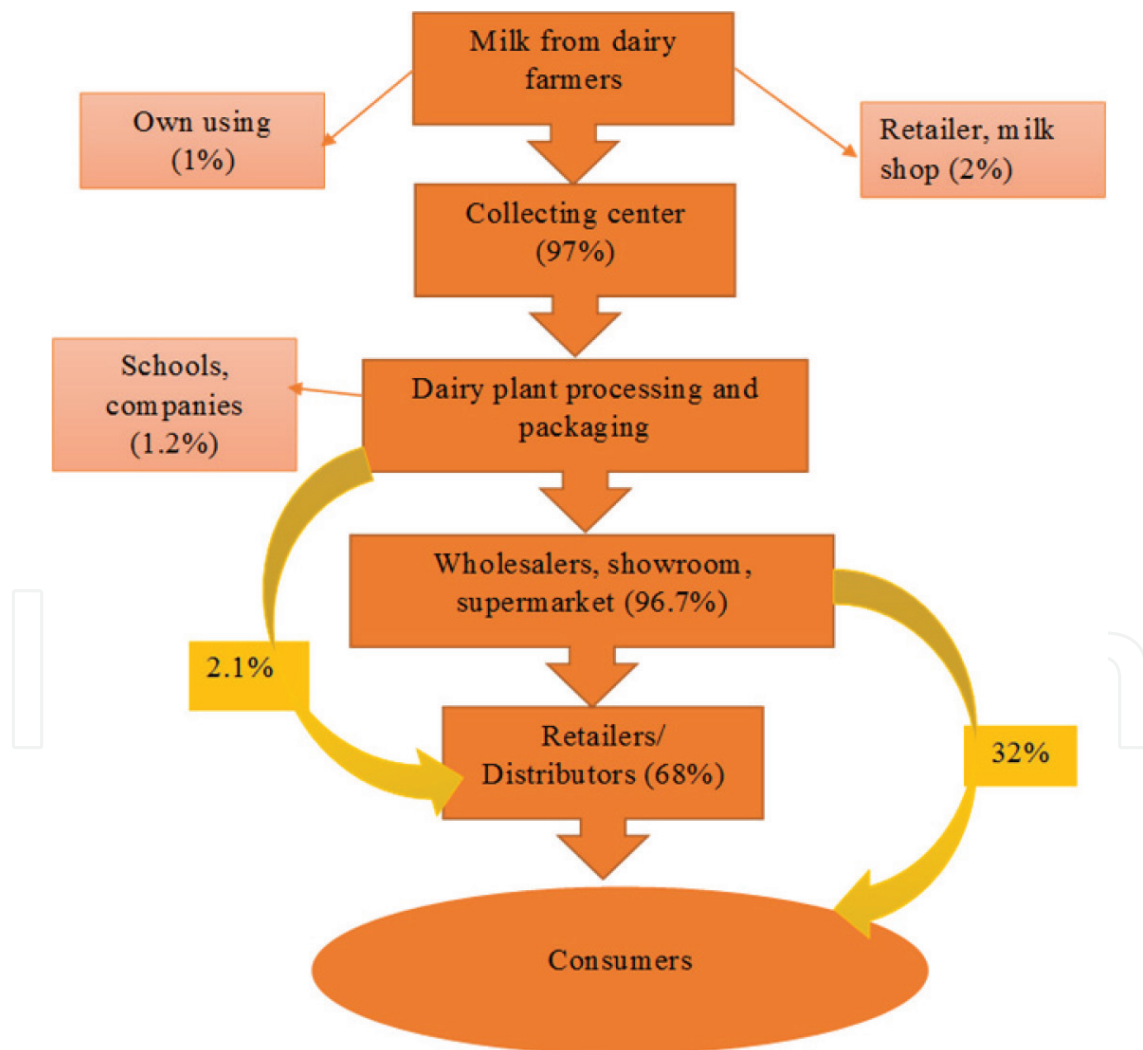 Milk from dairy
farmers
Own using
(1%)
Retailer, milk
shop (2%)
Collecting center
(97%)
Schools,
companies
(1.2%)
Dairy plant processing and
packaging
Wholesalers, showroom,
supermarket (96.7%)
2.1%
Retailers/
Distributors (68%)
32%
Consumers